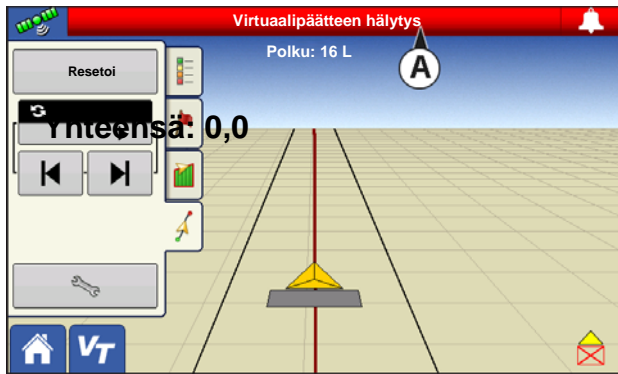 Virtuaalipäätteen hälytys
Polku: 16 L
A
Resetoi
Yhteensä: 0,0
VT